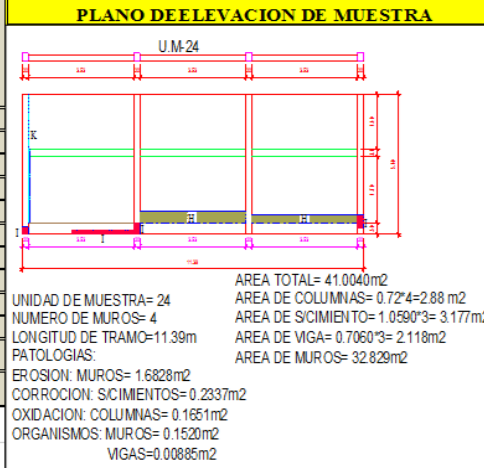 PLANO DEELEVACION DE MUESTRA
U.M-24
K
H
H
I
I
I
I
AREA TOTAL= 41.0040m2
UNIDAD DE MUESTRA= 24
AREA DE COLUMNAS= 0.72*4=2.88 m2
NUMERO DE MUROS= 4
AREA DE S/CIMIENTO= 1.0590*3= 3.177m2
LONGITUD DE TRAMO=11.39m
AREA DE VIGA= 0.7060*3= 2.118m2
PATOLOGIAS:
AREA DE MUROS= 32.829m2
EROSION: MUROS= 1.6828m2
CORROCION: S/CIMIENTOS= 0.2337m2
OXIDACION: COLUMNAS= 0.1651m2
ORGANISMOS: MUROS= 0.1520m2
VIGAS=0.00885m2